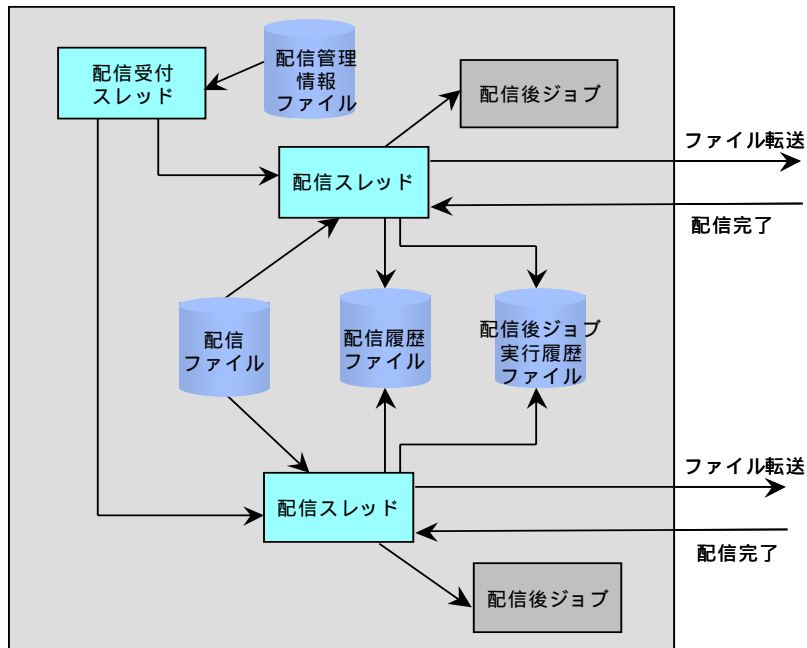 配信受付
スレッド
配信管理
情報
ファイル
配信後ジョブ
ファイル転送
配信スレッド
配信完了
配信
ファイル
配信履歴
ファイル
配信後ジョブ
実行履歴
ファイル
ファイル転送
配信スレッド
配信完了
配信後ジョブ